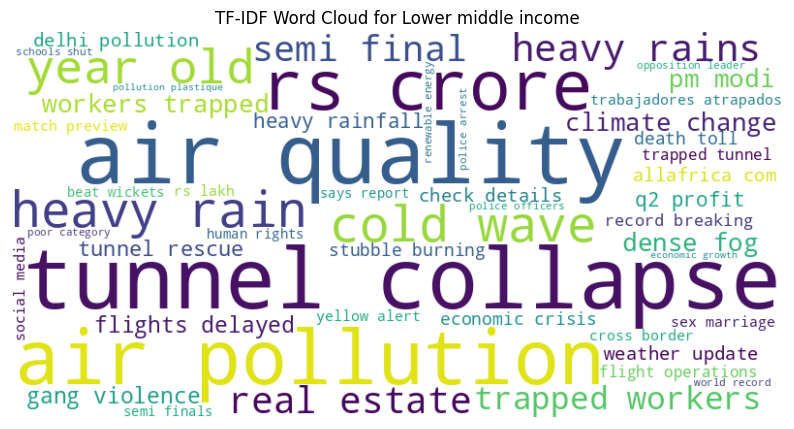 TF-IDF Word Cloud for Lower middle income
delhi pollution
schools shut
year old
pollution plastique
workers trapped
match preview
semi final
rs crore
heavy rains
opposition leader
pm modi
trabajadores atrapados
heavy rainfall
renewable energy
police arrest
climate change
death toll
air quality
trapped tunnel
allafrica com
beat wickets
rs lakh
says report
check details
q2 profit
heavy rain
police officers
cold wave
record breaking
poor category
human rights
dense fog
tunnel rescue
stubble burning
economic growth
social media
tunnel collapse
flights delayed
yellow alert
economic crisis
sex marriage
cross border
air pollution
weather update
flight operations
world record
gang violence
semi finals
real estate
trapped workers